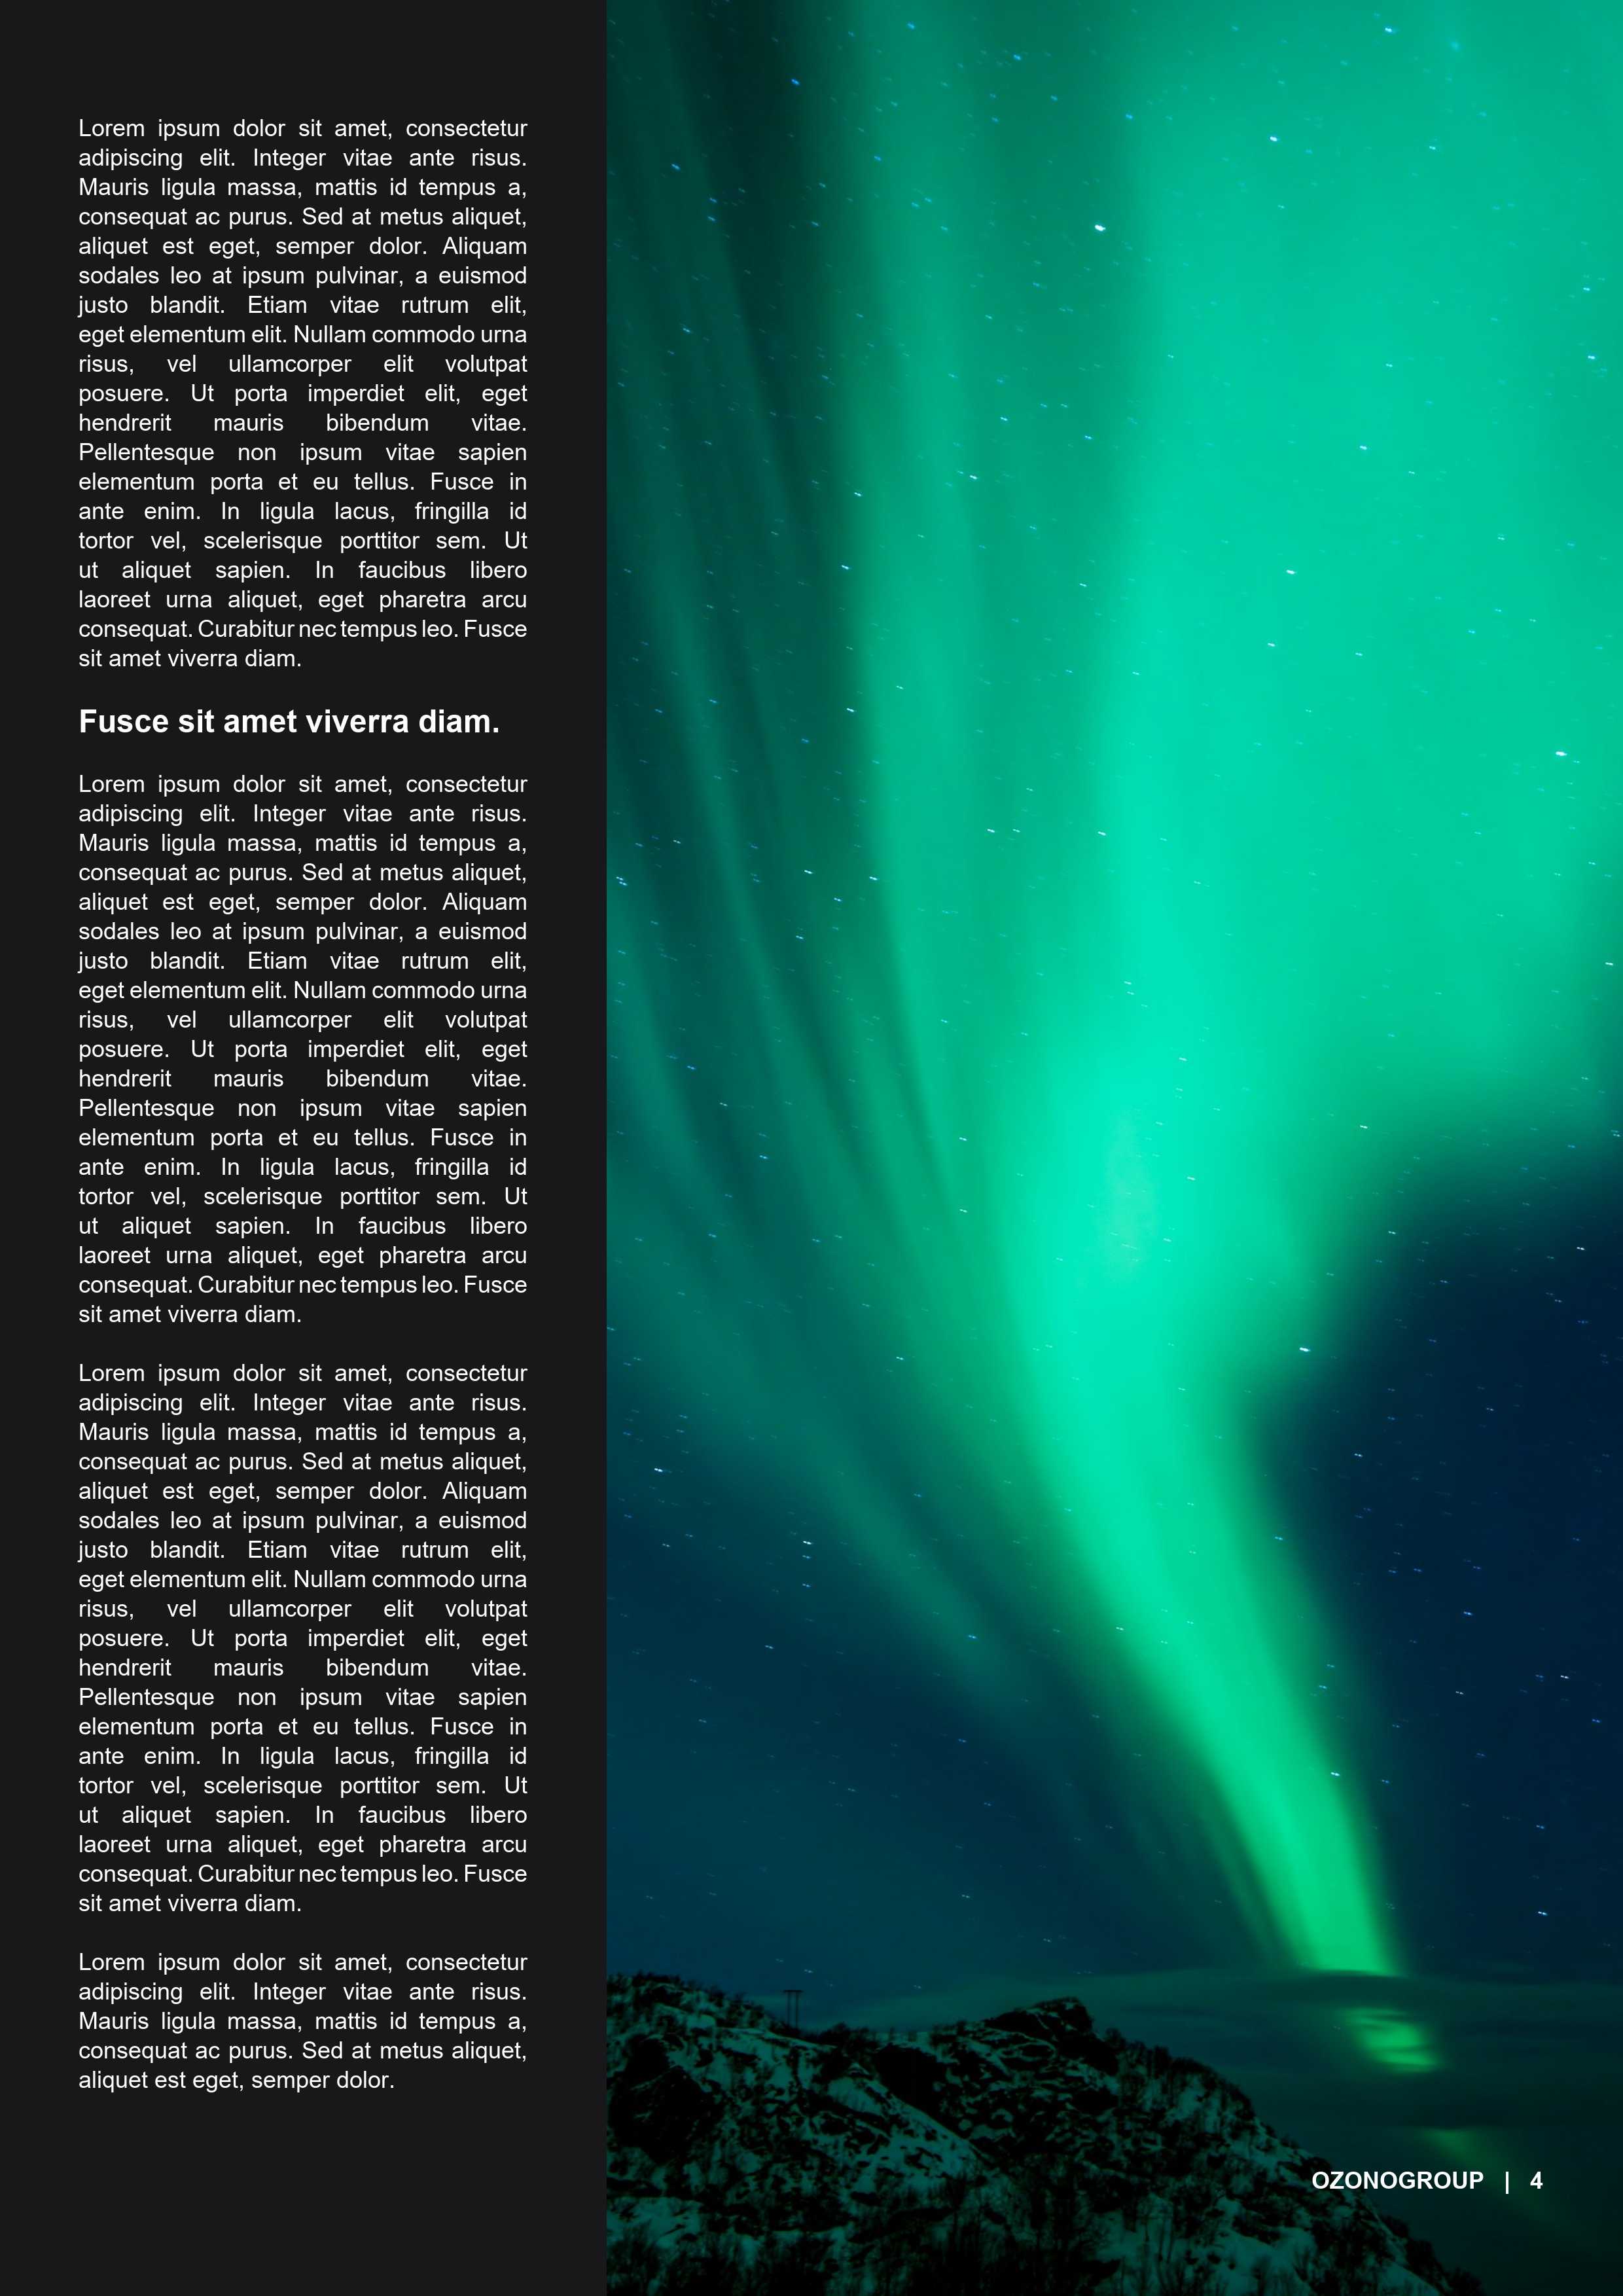 Lorem ipsum dolor sit amet, consectetur
adipiscing elit. Integer vitae ante risus.
Mauris ligula massa, mattis id tempus a,
consequat ac purus. Sed at metus aliquet,
aliquet est eget, semper dolor. Aliquam
sodales leo at ipsum pulvinar, a euismod
justo blandit. Etiam vitae rutrum elit,
eget elementum elit. Nullam commodo urna
risus, vel ullamcorper elit volutpat
posuere. Ut porta imperdiet elit, eget
hendrerit mauris bibendum vitae.
Pellentesque non ipsum vitae sapien
elementum porta et eu tellus. Fusce in
ante enim. In ligula lacus, fringilla id
tortor vel, scelerisque porttitor sem. Ut
ut aliquet sapien. In faucibus libero
laoreet urna aliquet, eget pharetra arcu
consequat. Curabitur nec tempus leo. Fusce
sit amet viverra diam.
Fusce sit amet viverra diam.
Lorem ipsum dolor sit amet, consectetur
adipiscing elit. Integer vitae ante risus.
Mauris ligula massa, mattis id tempus a,
consequat ac purus. Sed at metus aliquet,
aliquet est eget, semper dolor. Aliquam
sodales leo at ipsum pulvinar, a euismod
justo blandit. Etiam vitae rutrum elit,
eget elementum elit. Nullam commodo urna
risus, vel ullamcorper elit volutpat
posuere. Ut porta imperdiet elit, eget
hendrerit mauris bibendum vitae.
Pellentesque non ipsum vitae sapien
elementum porta et eu tellus. Fusce in
ante enim. In ligula lacus, fringilla id
tortor vel, scelerisque porttitor sem. Ut
ut aliquet sapien. In faucibus libero
laoreet urna aliquet, eget pharetra arcu
consequat. Curabitur nec tempus leo. Fusce
sit amet viverra diam.
Lorem ipsum dolor sit amet, consectetur
adipiscing elit. Integer vitae ante risus.
Mauris ligula massa, mattis id tempus a,
consequat ac purus. Sed at metus aliquet,
aliquet est eget, semper dolor. Aliquam
sodales leo at ipsum pulvinar, a euismod
justo blandit. Etiam vitae rutrum elit,
eget elementum elit. Nullam commodo urna
risus, vel ullamcorper elit volutpat
posuere. Ut porta imperdiet elit, eget
hendrerit mauris bibendum vitae.
Pellentesque non ipsum vitae sapien
elementum porta et eu tellus. Fusce in
ante enim. In ligula lacus, fringilla id
tortor vel, scelerisque porttitor sem. Ut
ut aliquet sapien. In faucibus libero
laoreet urna aliquet, eget pharetra arcu
consequat. Curabitur nec tempus leo. Fusce
sit amet viverra diam.
Lorem ipsum dolor sit amet, consectetur
adipiscing elit. Integer vitae ante risus.
Mauris ligula massa, mattis id tempus a,
consequat ac purus. Sed at metus aliquet,
aliquet est eget, semper dolor.
OZONOGROUP | 4